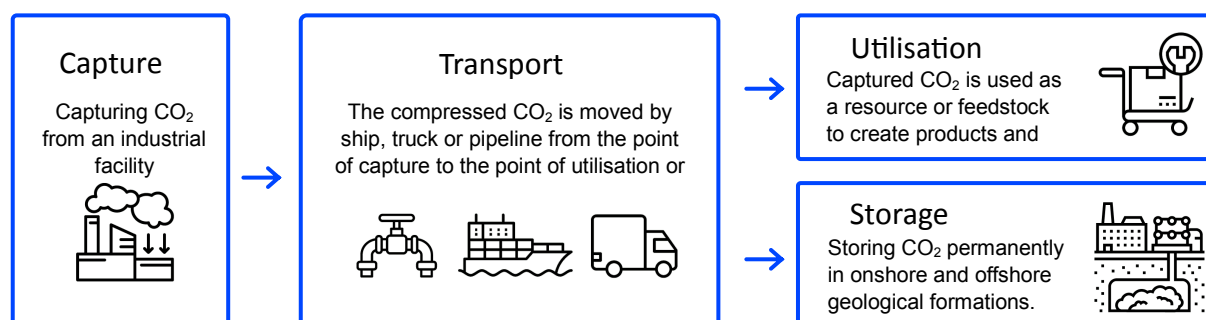 Capture
Capturing CO₂
from an industrial
facility
Transport
The compressed CO₂ is moved by
ship, truck or pipeline from the point
of capture to the point of utilisation or
Utilisation
Captured CO₂ is used as
a resource or feedstock
to create products and
Storage
Storing CO₂ permanently
in onshore and offshore
geological formations.